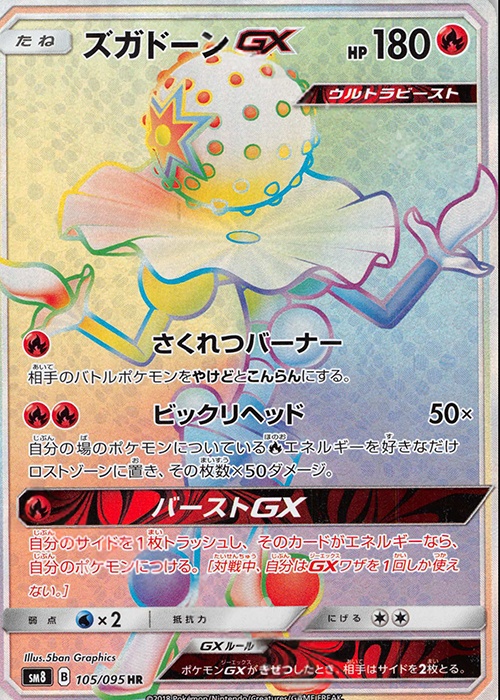 たね ズガドーンGX HP 180
ウルトラビースト
さくれつバーナー
相手のバトルポケモンをやけどとこんらんにする。
ビックリヘッド 50×
自分の場のポケモンについている炎エネルギーを好きなだけ
ロストゾーンに置き、その枚数×50ダメージ。
バーストGX
自分のサイドを1枚トラッシュし、そのカードがエネルギーなら、
自分のポケモンにつける。[対戦中、自分はGXワザを1回しか使え
ない。]
弱点 ×2 抵抗力 にげる
GXルール
Illus.5ban Graphics
ポケモンGXがきぜつしたとき、相手はサイドを2枚とる。
SM8 B 105/095 HR
©2018 Pokémon/Nintendo/Creatures/GAMEFREAK